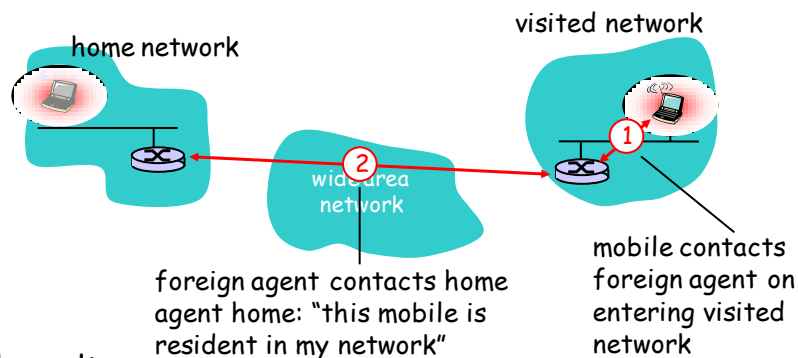 visited network
home network
1
2
wide area
network
mobile contacts
foreign agent on
entering visited
network
foreign agent contacts home
agent home: “this mobile is
resident in my network”